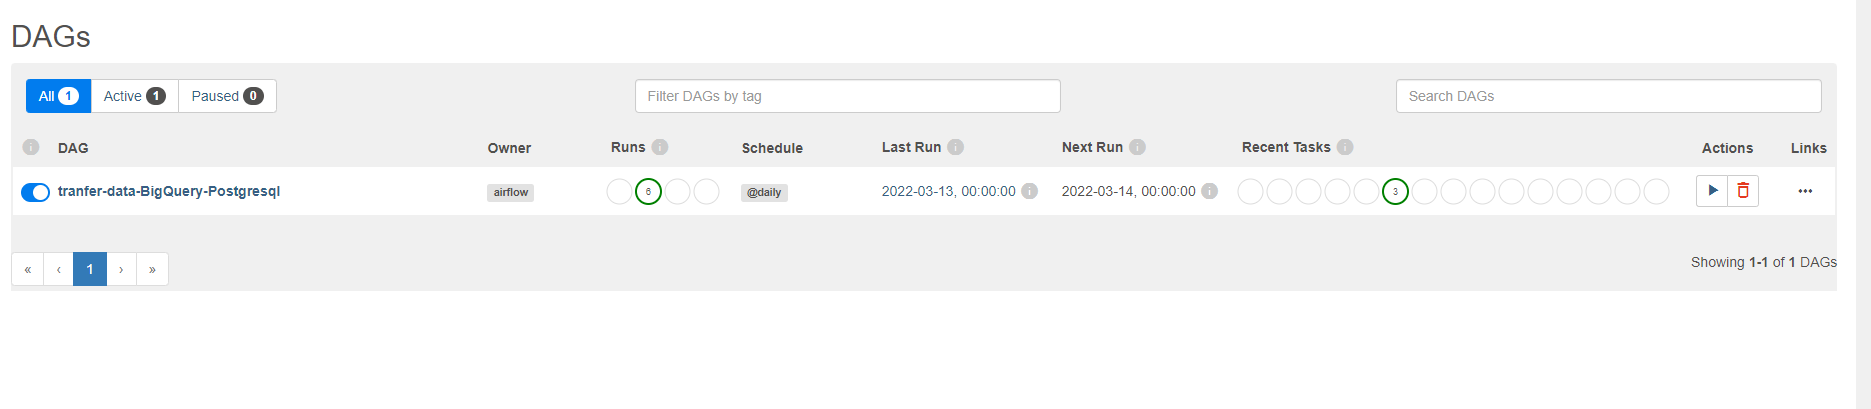 DAGs
All 1 Active 1 Paused 0 Filter DAGs by tag Search DAGs
i DAG Owner Runs i Schedule Last Run i Next Run i Recent Tasks i Actions Links
tranfer-data-BigQuery-Postgresql airflow 6 @daily 2022-03-13, 00:00:00 i 2022-03-14, 00:00:00 i 3 ...
« ‹ 1 › » Showing 1-1 of 1 DAGs